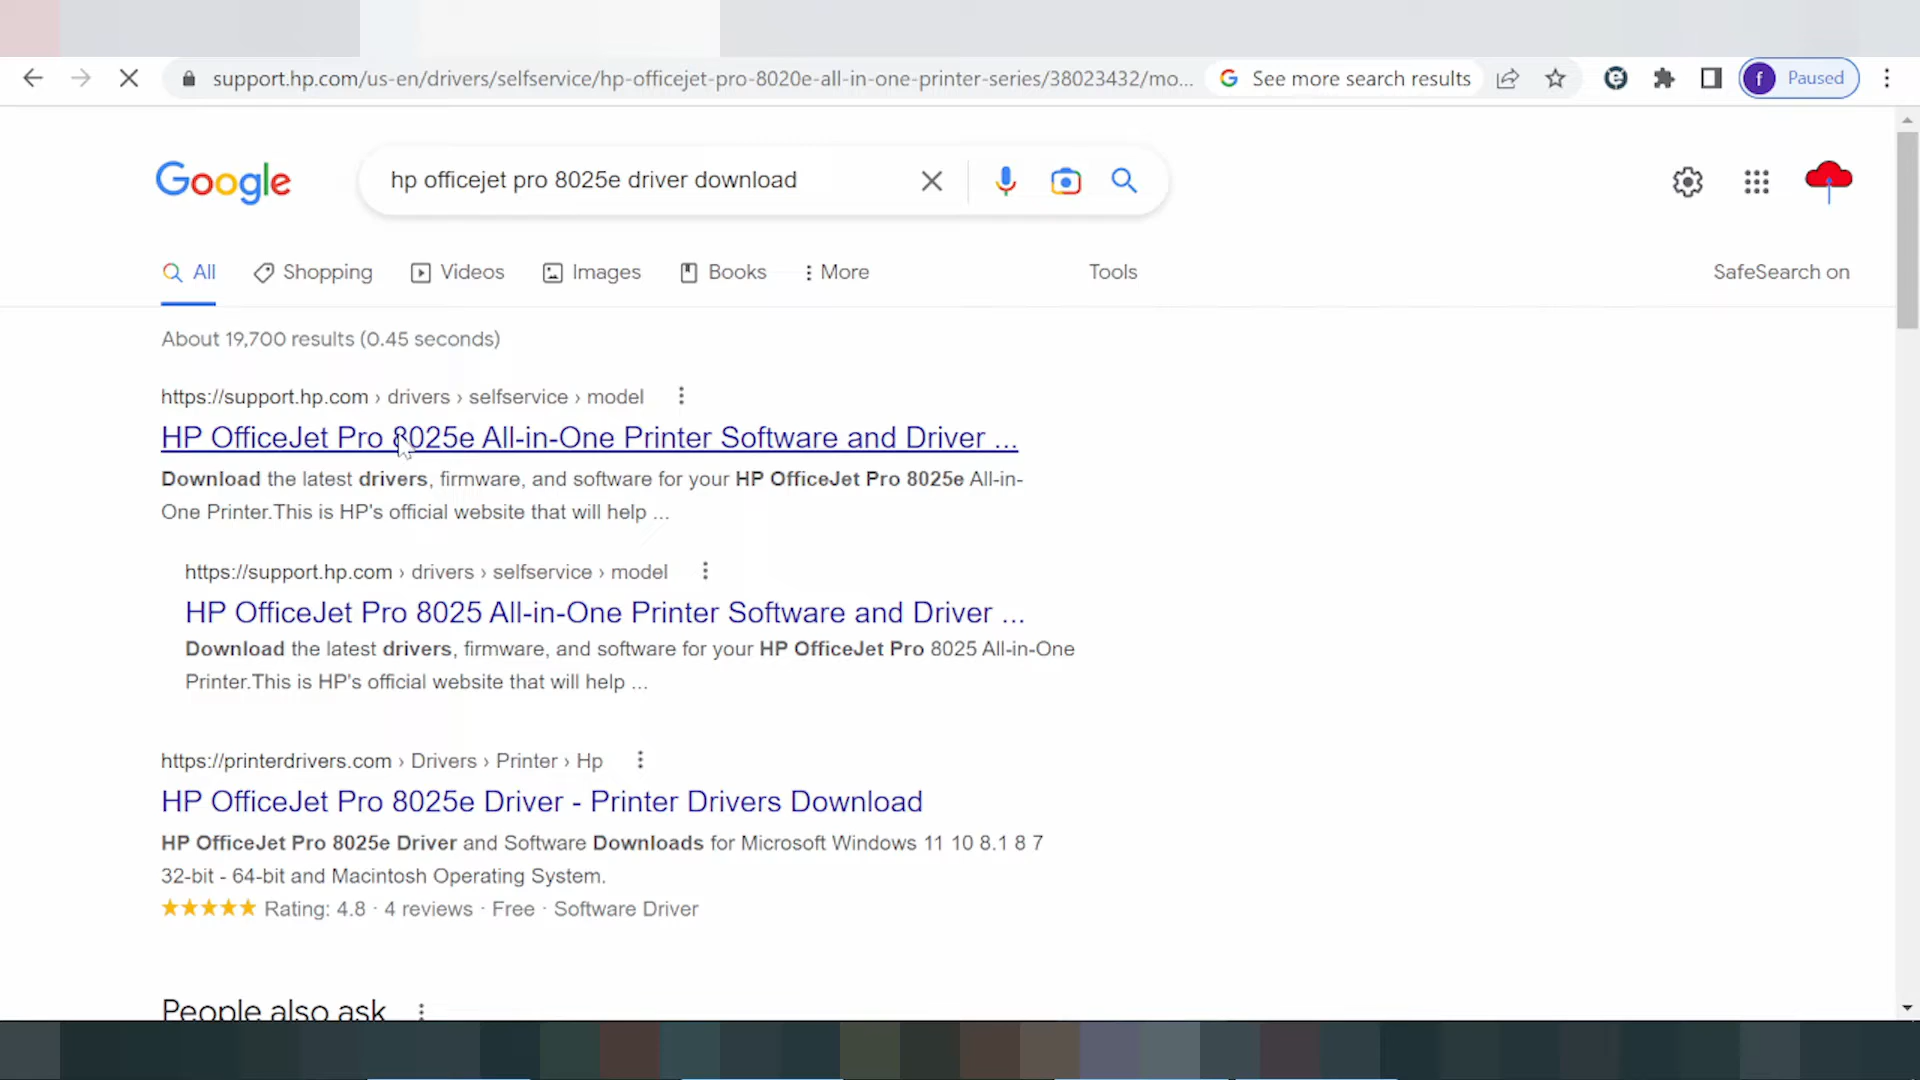 support.hp.com/us-en/drivers/selfservice/hp-officejet-pro-8020e-all-in-one-printer-series/38023432/mo...
See more search results
f
Paused
Google
hp officejet pro 8025e driver download
All
Shopping
Videos
Images
Books
More
Tools
SafeSearch on
About 19,700 results (0.45 seconds)
https://support.hp.com › drivers › selfservice › model
HP OfficeJet Pro 8025e All-in-One Printer Software and Driver ...
Download the latest drivers, firmware, and software for your HP OfficeJet Pro 8025e All-in-
One Printer.This is HP's official website that will help ...
https://support.hp.com › drivers › selfservice › model
HP OfficeJet Pro 8025 All-in-One Printer Software and Driver ...
Download the latest drivers, firmware, and software for your HP OfficeJet Pro 8025 All-in-One
Printer.This is HP's official website that will help ...
https://printerdrivers.com › Drivers › Printer › Hp
HP OfficeJet Pro 8025e Driver - Printer Drivers Download
HP OfficeJet Pro 8025e Driver and Software Downloads for Microsoft Windows 11 10 8.1 8 7
32-bit - 64-bit and Macintosh Operating System.
Rating: 4.8 · 4 reviews · Free · Software Driver
People also ask